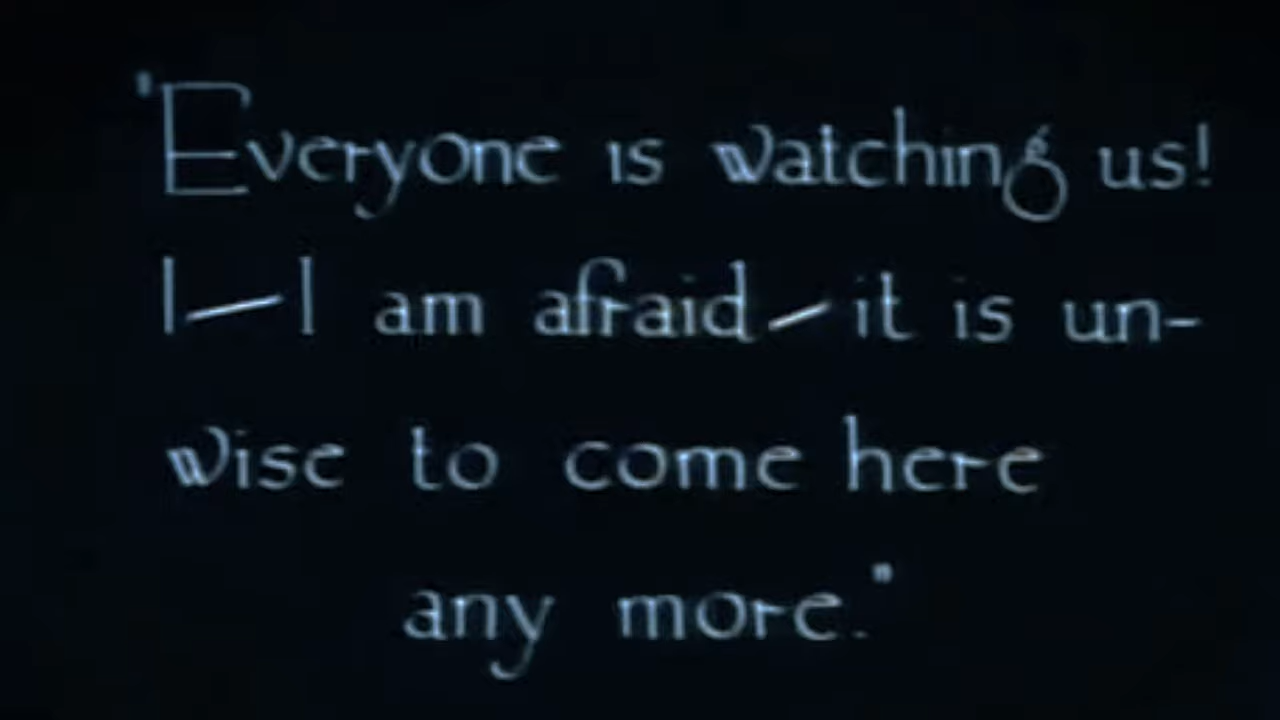 "Everyone is watching us!
I—I am afraid—it is un-
wise to come here
any more."